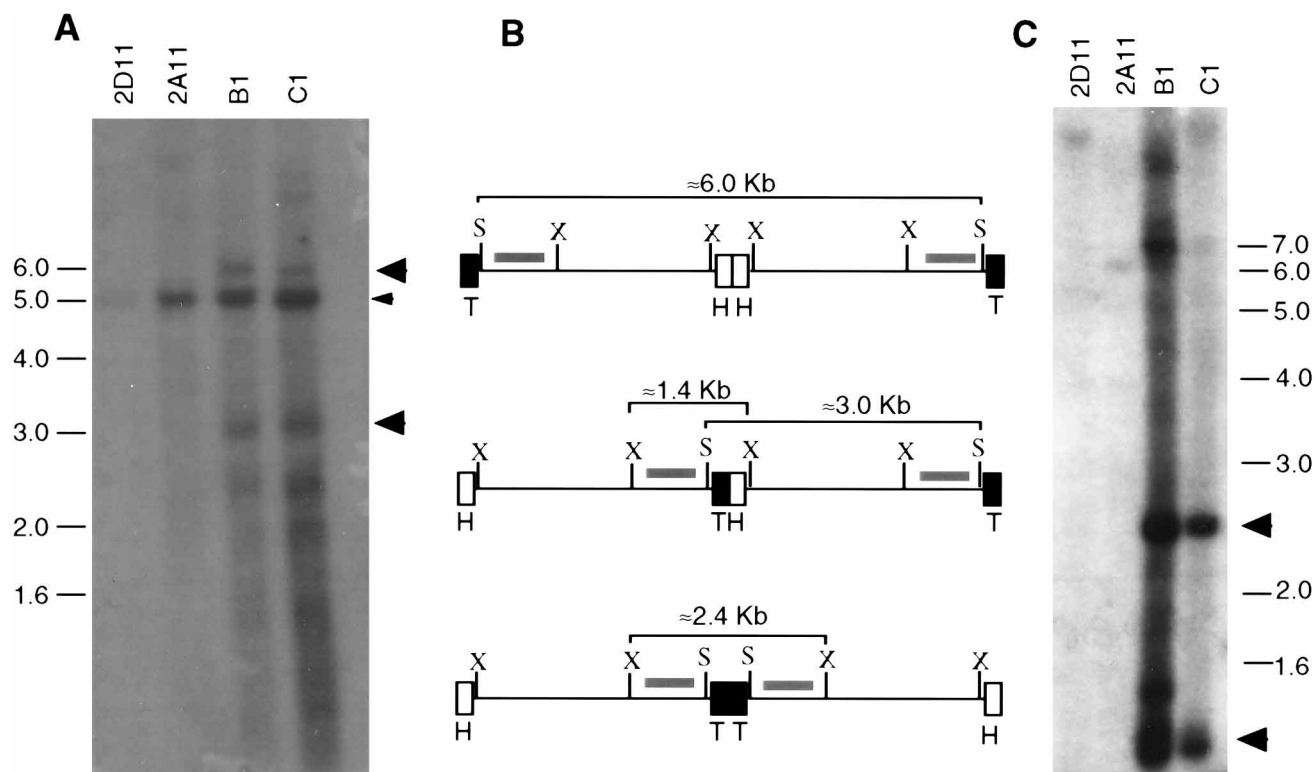 A
2D11 2A11 B1 C1
6.0
5.0
4.0
3.0
2.0
1.6
B
≈6.0 Kb
S X X X X S
T H H T
≈1.4 Kb ≈3.0 Kb
X X S X X S
H T H T
≈2.4 Kb
X X S S X X
H T T H
C
2D11 2A11 B1 C1
7.0
6.0
5.0
4.0
3.0
2.0
1.6